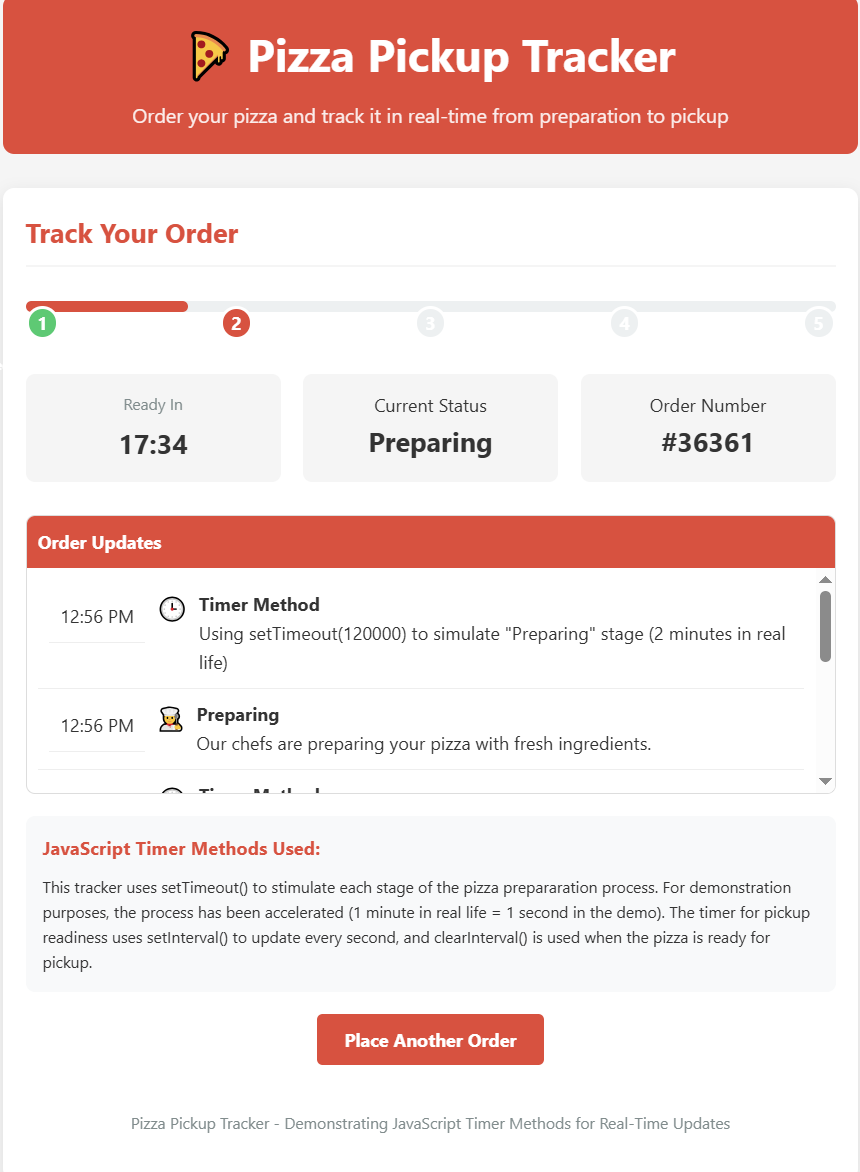 Pizza Pickup Tracker
Order your pizza and track it in real-time from preparation to pickup
Track Your Order
1 2 3 4 5
Ready In
17:34
Current Status
Preparing
Order Number
#36361
Order Updates
12:56 PM
Timer Method
Using setTimeout(120000) to simulate "Preparing" stage (2 minutes in real
life)
12:56 PM
Preparing
Our chefs are preparing your pizza with fresh ingredients.
Timer Method
JavaScript Timer Methods Used:
This tracker uses setTimeout() to stimulate each stage of the pizza prepararation process. For demonstration
purposes, the process has been accelerated (1 minute in real life = 1 second in the demo). The timer for pickup
readiness uses setInterval() to update every second, and clearInterval() is used when the pizza is ready for
pickup.
Place Another Order
Pizza Pickup Tracker - Demonstrating JavaScript Timer Methods for Real-Time Updates